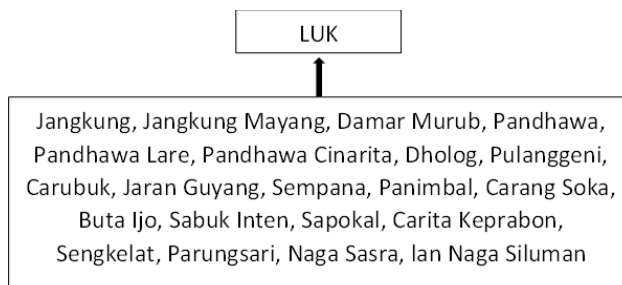 LUK
Jangkung, Jangkung Mayang, Damar Murub, Pandhawa,
Pandhawa Lare, Pandhawa Cinarita, Dholog, Pulanggeni,
Carubuk, Jaran Guyang, Sempana, Panimbal, Carang Soka,
Buta Ijo, Sabuk Inten, Sapokal, Carita Keprabon,
Sengkelat, Parungsari, Naga Sasra, lan Naga Siluman